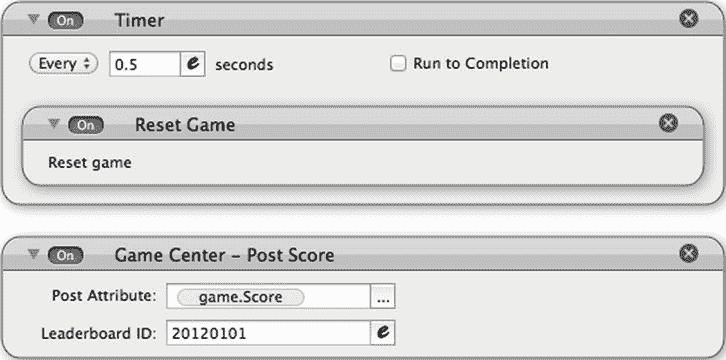 On Timer
Every 0.5 e seconds Run to Completion
On Reset Game
Reset game
On Game Center – Post Score
Post Attribute: game.Score ...
Leaderboard ID: 20120101 e